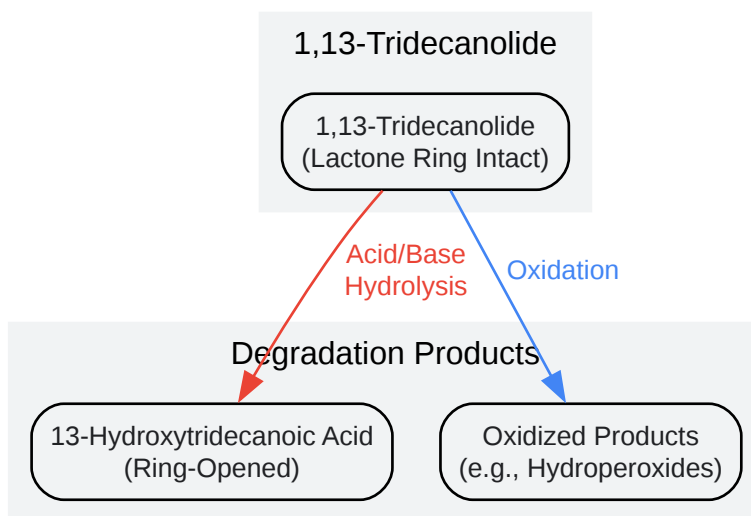 1,13-Tridecanolide
1,13-Tridecanolide
(Lactone Ring Intact)
Acid/Base
Hydrolysis
Oxidation
Degradation Products
13-Hydroxytridecanoic Acid
(Ring-Opened)
Oxidized Products
(e.g., Hydroperoxides)